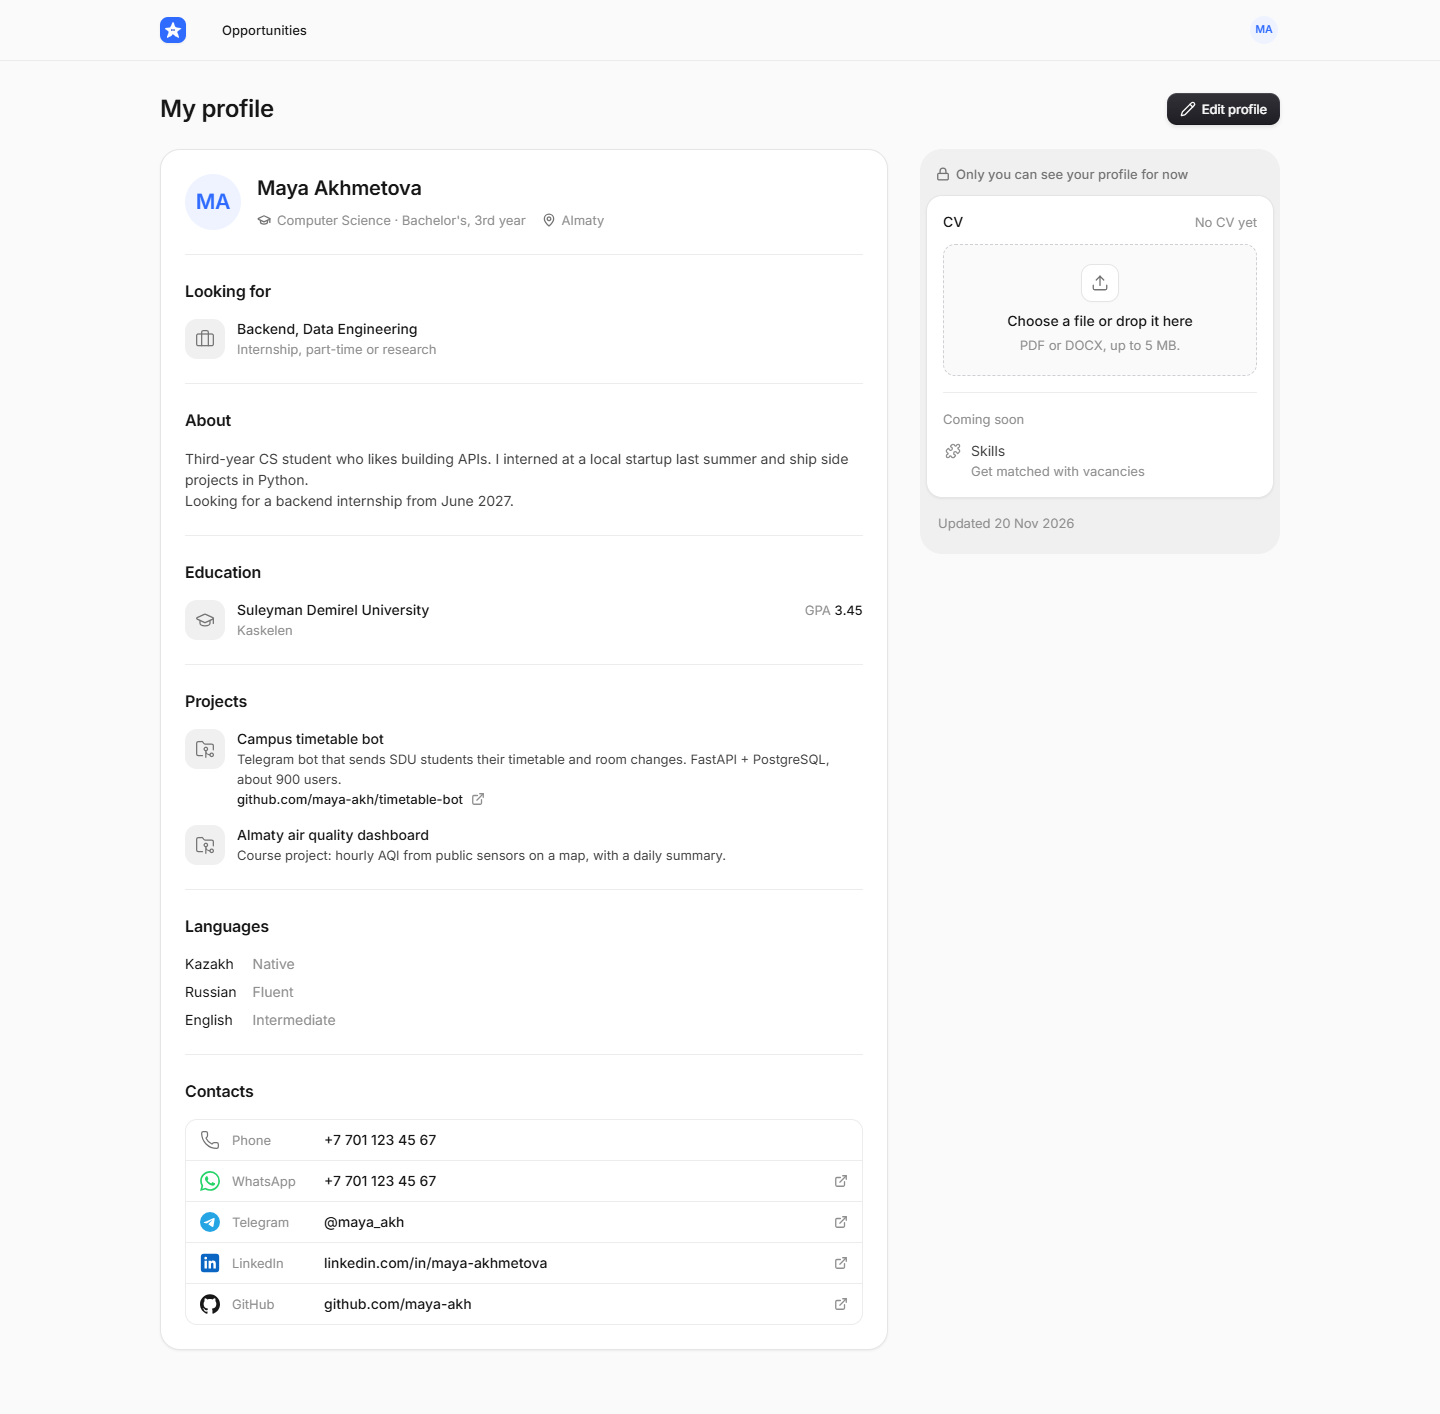 Opportunities
MA
My profile
Edit profile
MA
Maya Akhmetova
Computer Science · Bachelor's, 3rd year
Almaty
Looking for
Backend, Data Engineering
Internship, part-time or research
About
Third-year CS student who likes building APIs. I interned at a local startup last summer and ship side
projects in Python.
Looking for a backend internship from June 2027.
Education
Suleyman Demirel University
GPA 3.45
Kaskelen
Projects
Campus timetable bot
Telegram bot that sends SDU students their timetable and room changes. FastAPI + PostgreSQL,
about 900 users.
github.com/maya-akh/timetable-bot
Almaty air quality dashboard
Course project: hourly AQI from public sensors on a map, with a daily summary.
Languages
Kazakh Native
Russian Fluent
English Intermediate
Contacts
Phone +7 701 123 45 67
WhatsApp +7 701 123 45 67
Telegram @maya_akh
LinkedIn linkedin.com/in/maya-akhmetova
GitHub github.com/maya-akh
Only you can see your profile for now
CV
No CV yet
Choose a file or drop it here
PDF or DOCX, up to 5 MB.
Coming soon
Skills
Get matched with vacancies
Updated 20 Nov 2026